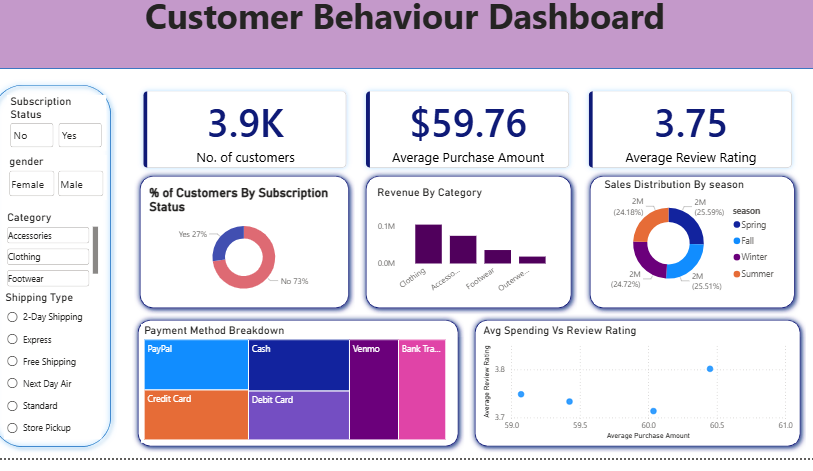 Customer Behaviour Dashboard
Subscription
Status
No
Yes
gender
Female
Male
Category
Accessories
Clothing
Footwear
Shipping Type
2-Day Shipping
Express
Free Shipping
Next Day Air
Standard
Store Pickup
3.9K
No. of customers
$59.76
Average Purchase Amount
3.75
Average Review Rating
% of Customers By Subscription
Status
Yes 27%
No 73%
Revenue By Category
0.1M
0.0M
Clothing
Accesso...
Footwear
Outerwe...
Sales Distribution By season
2M
(24.18%)
2M
(25.59%)
2M
(24.72%)
2M
(25.51%)
season
Spring
Fall
Winter
Summer
Payment Method Breakdown
PayPal
Cash
Venmo
Bank Tra...
Credit Card
Debit Card
Avg Spending Vs Review Rating
Average Review Rating
3.8
3.7
59.0
59.5
60.0
60.5
61.0
Average Purchase Amount